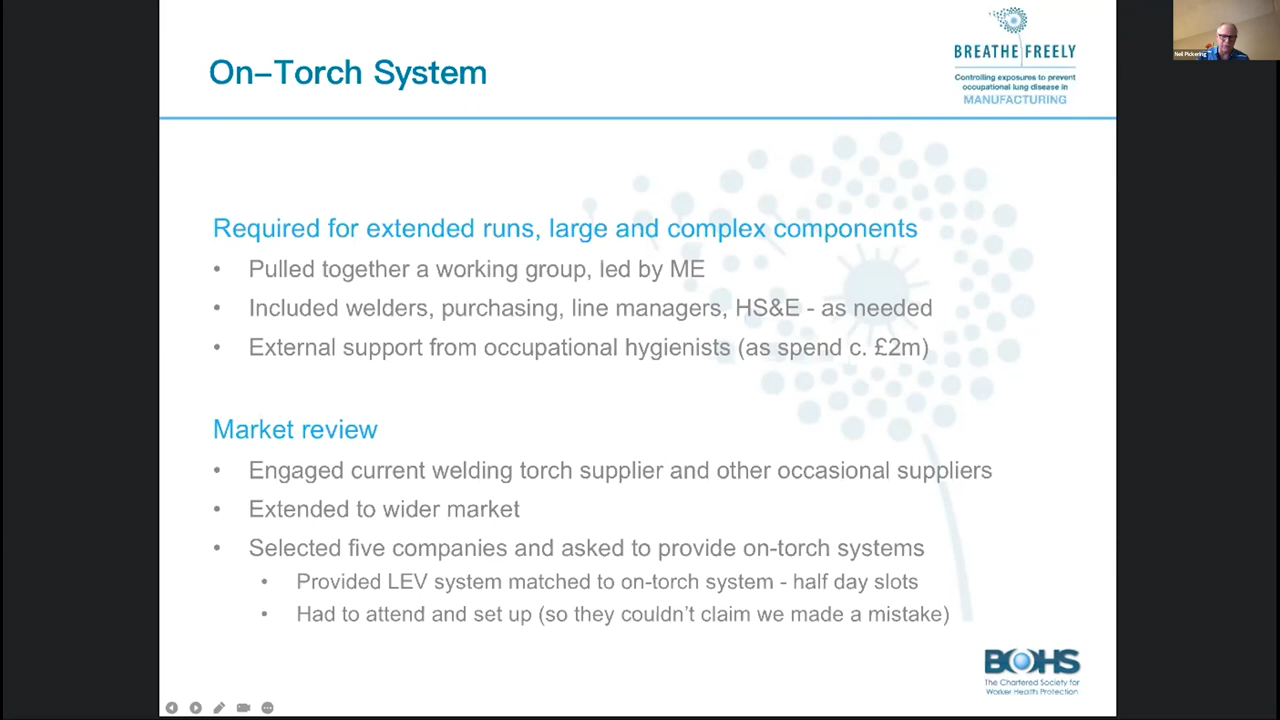 On–Torch System
BREATHE FREELY
Controlling exposures to prevent
occupational lung disease in
MANUFACTURING
Neil Pickering
Required for extended runs, large and complex components
• Pulled together a working group, led by ME
• Included welders, purchasing, line managers, HS&E - as needed
• External support from occupational hygienists (as spend c. £2m)
Market review
• Engaged current welding torch supplier and other occasional suppliers
• Extended to wider market
• Selected five companies and asked to provide on-torch systems
• Provided LEV system matched to on-torch system - half day slots
• Had to attend and set up (so they couldn't claim we made a mistake)
BOHS
The Chartered Society for
Worker Health Protection